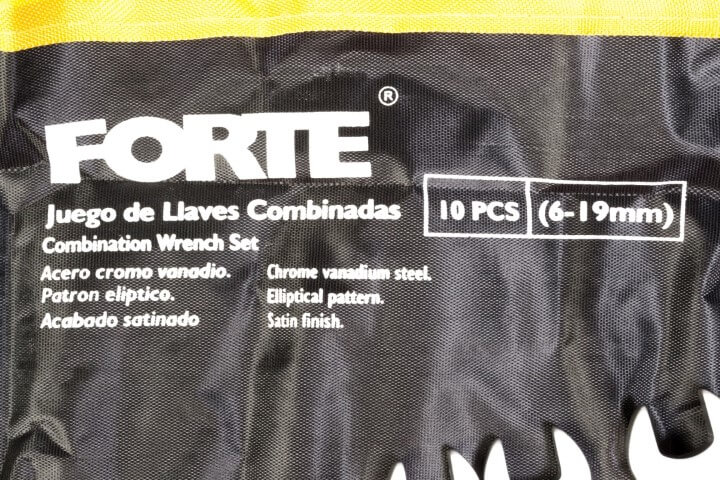 FORTE ®
Juego de Llaves Combinadas
10 PCS (6-19mm)
Combination Wrench Set
Acero cromo vanadio.
Patron eliptico.
Acabado satinado
Chrome vanadium steel.
Elliptical pattern.
Satin finish.